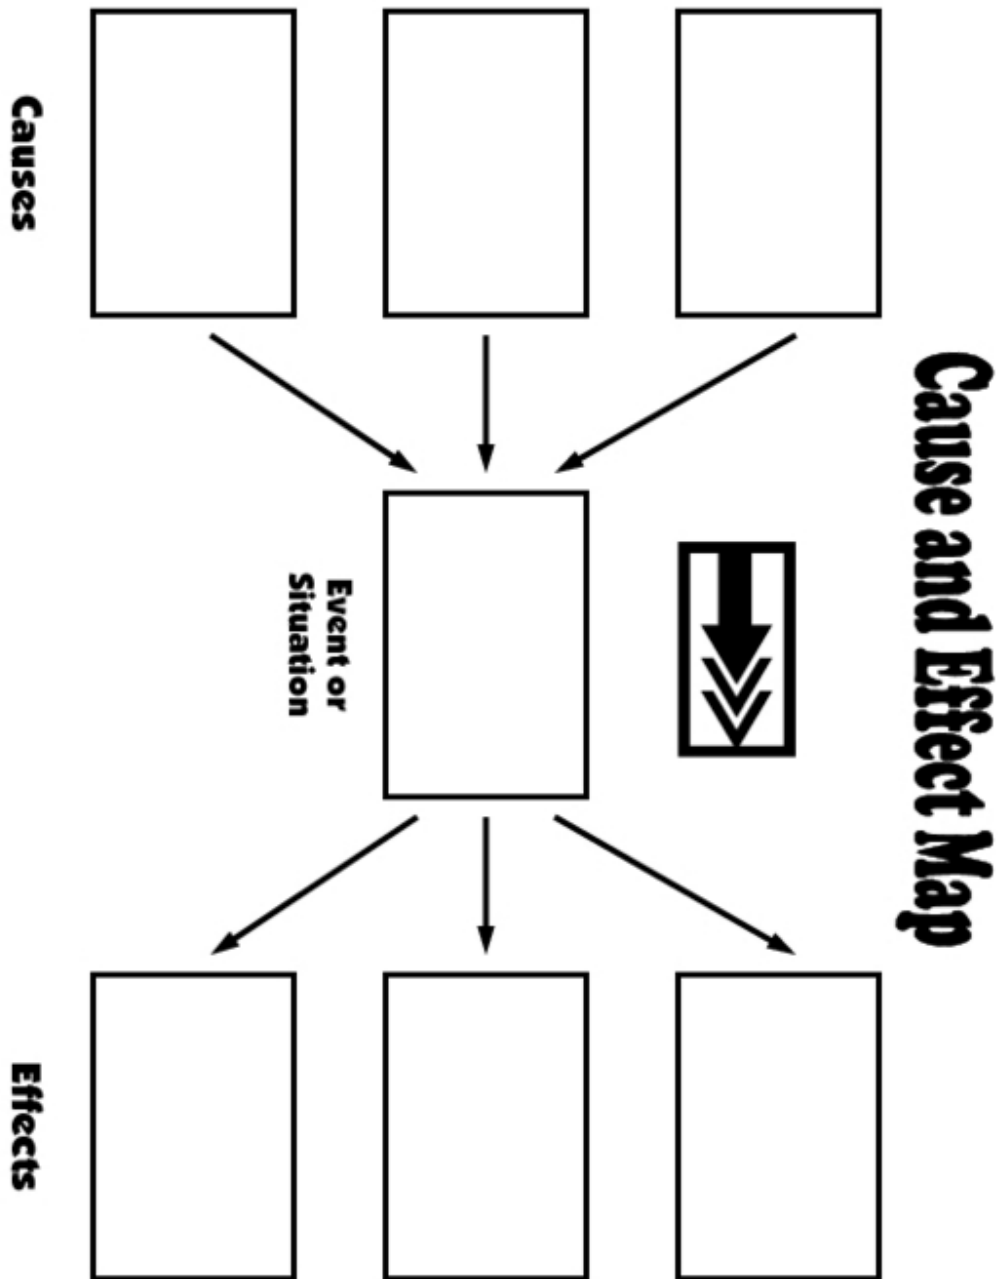 Cause and Effect Map
Causes
Event or
Situation
Effects